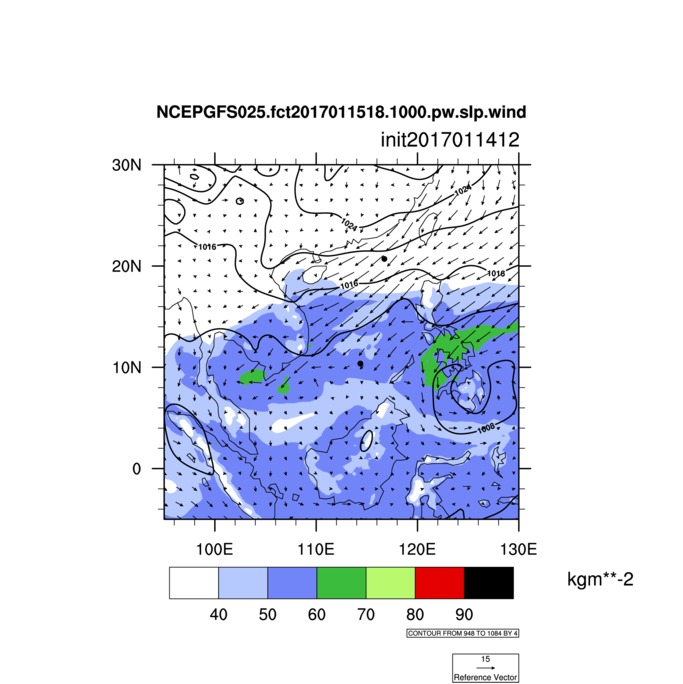 NCEPGFS025.fct2017011518.1000.pw.slp.wind
init2017011412
30N
1024
1024
1016
20N
1016
1016
10N
1008
0
100E 110E 120E 130E
kgm**-2
40 50 60 70 80 90
CONTOUR FROM 948 TO 1084 BY 4
15
Reference Vector